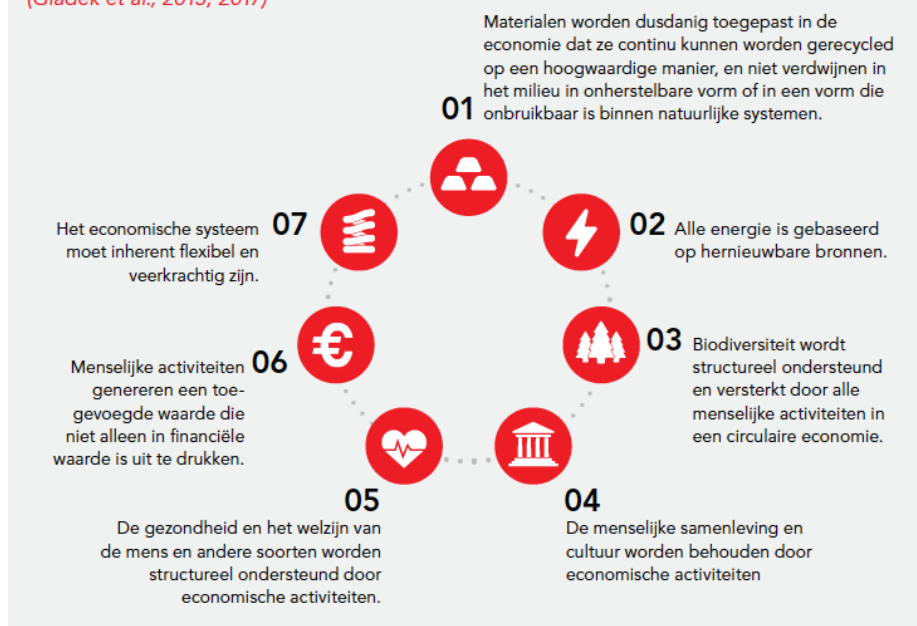 (Gladek et al., 2015, 2017)
Materialen worden dusdanig toegepast in de
economie dat ze continu kunnen worden gerecycled
op een hoogwaardige manier, en niet verdwijnen in
het milieu in onherstelbare vorm of in een vorm die
01 onbruikbaar is binnen natuurlijke systemen.
02 Alle energie is gebaseerd
op hernieuwbare bronnen.
03 Biodiversiteit wordt
structureel ondersteund
en versterkt door alle
menselijke activiteiten in
een circulaire economie.
04
De menselijke samenleving en
cultuur worden behouden door
economische activiteiten
05
De gezondheid en het welzijn van
de mens en andere soorten worden
structureel ondersteund door
economische activiteiten.
Menselijke activiteiten 06
genereren een toe-
gevoegde waarde die
niet alleen in financiële
waarde is uit te drukken.
Het economische systeem 07
moet inherent flexibel en
veerkrachtig zijn.